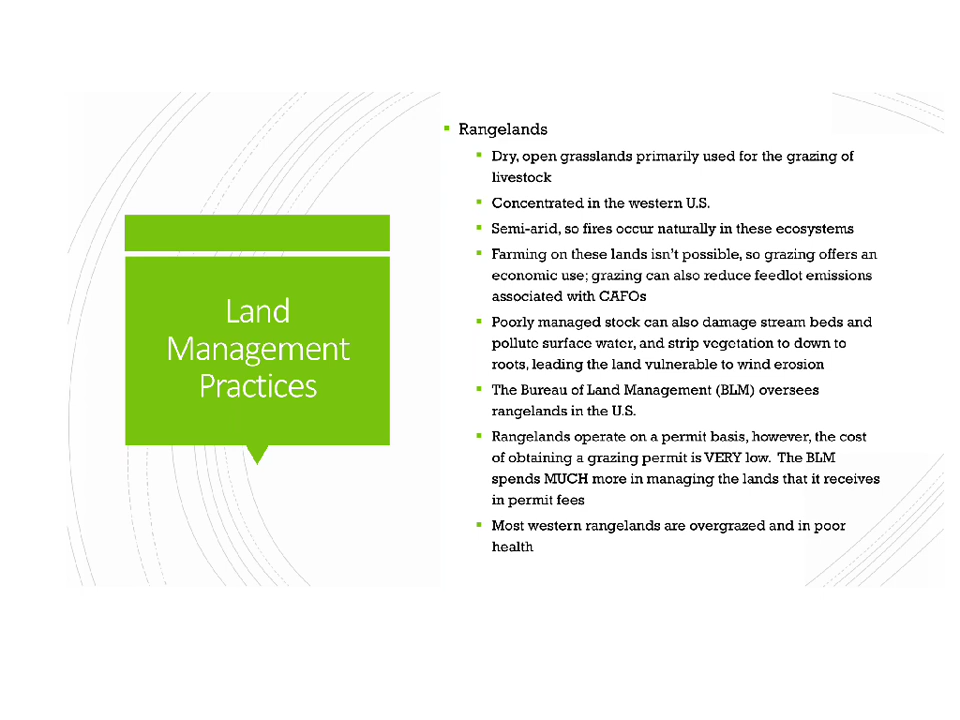 Land
Management
Practices
Rangelands
Dry, open grasslands primarily used for the grazing of
livestock
Concentrated in the western U.S.
Semi-arid, so fires occur naturally in these ecosystems
Farming on these lands isn't possible, so grazing offers an
economic use; grazing can also reduce feedlot emissions
associated with CAFOs
Poorly managed stock can also damage stream beds and
pollute surface water, and strip vegetation to down to
roots, leading the land vulnerable to wind erosion
The Bureau of Land Management (BLM) oversees
rangelands in the U.S.
Rangelands operate on a permit basis, however, the cost
of obtaining a grazing permit is VERY low.  The BLM
spends MUCH more in managing the lands that it receives
in permit fees
Most western rangelands are overgrazed and in poor
health